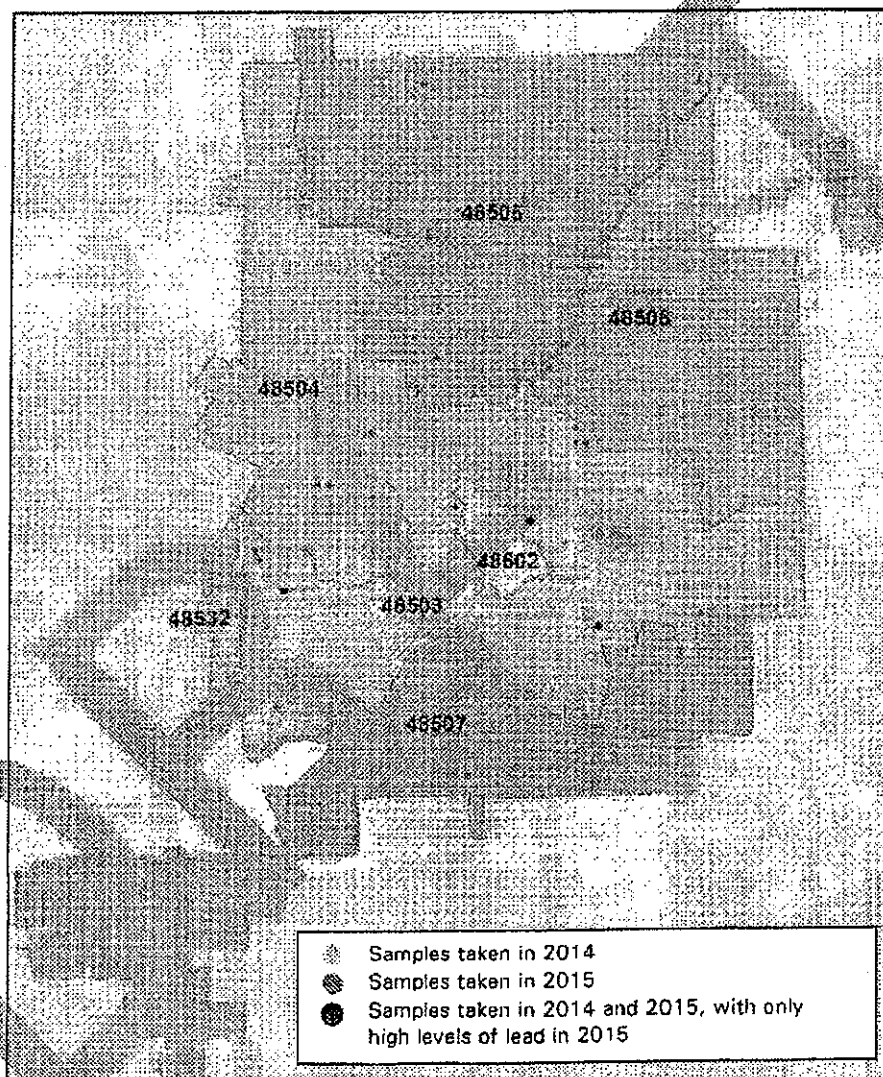 48505
48506
48504
48502
48503
48532
48507
Samples taken in 2014
Samples taken in 2015
Samples taken in 2014 and 2015, with only
high levels of lead in 2015